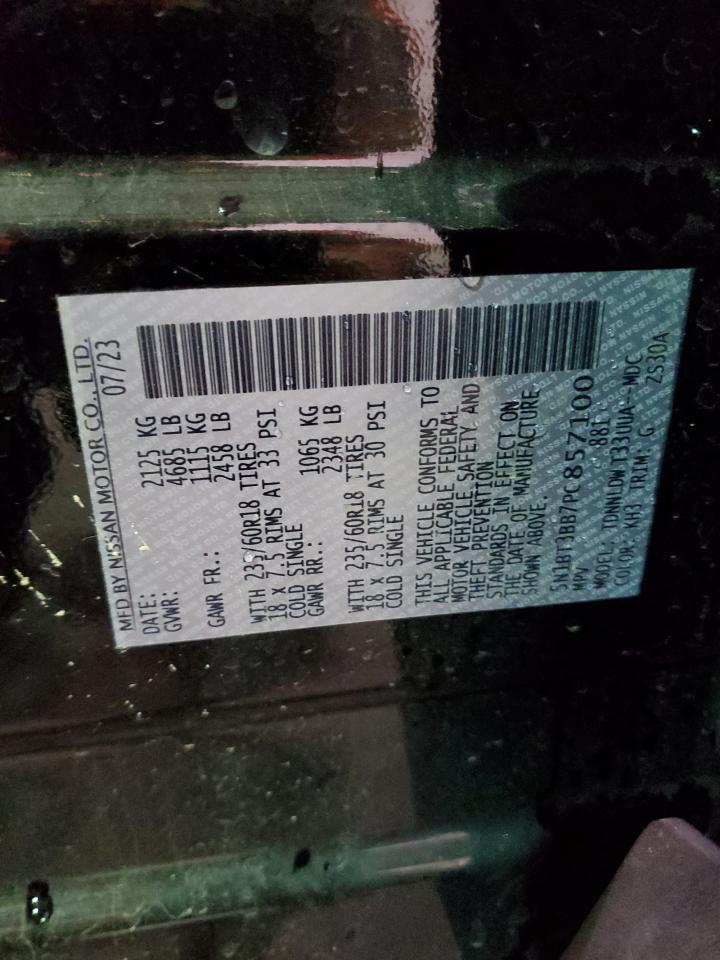 MFD BY NISSAN MOTOR CO., LTD.
DATE: 07/23
GVWR: 2125 KG
4685 LB
GAWR FR.: 1115 KG
2458 LB
WITH 235/60R18 TIRES
18 x 7.5 RIMS AT 33 PSI
COLD SINGLE
GAWR RR.: 1065 KG
2348 LB
WITH 235/60R18 TIRES
18 x 7.5 RIMS AT 30 PSI
COLD SINGLE
THIS VEHICLE CONFORMS TO
ALL APPLICABLE FEDERAL
MOTOR VEHICLE SAFETY AND
THEFT PREVENTION
STANDARDS IN EFFECT ON
THE DATE OF MANUFACTURE
SHOWN ABOVE.
5N1BT3BB7PC857100
MPV 881
MODEL: TDNNLDW T33UUA--MDC
COLOR: KH3 TRIM: G ZS30A